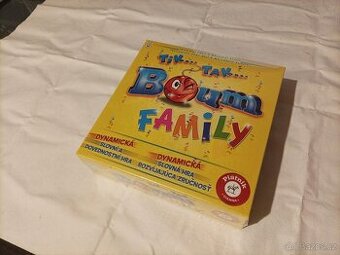 TIK... TAK...
Boum
FAMILY
DYNAMICKÁ
SLOVNÍ A
DOVEDNOSTNÍ HRA
DYNAMICKÁ
SLOVNÁ HRA
ROZVÍJAJÚCA ZRUČNOSŤ
Piatnik